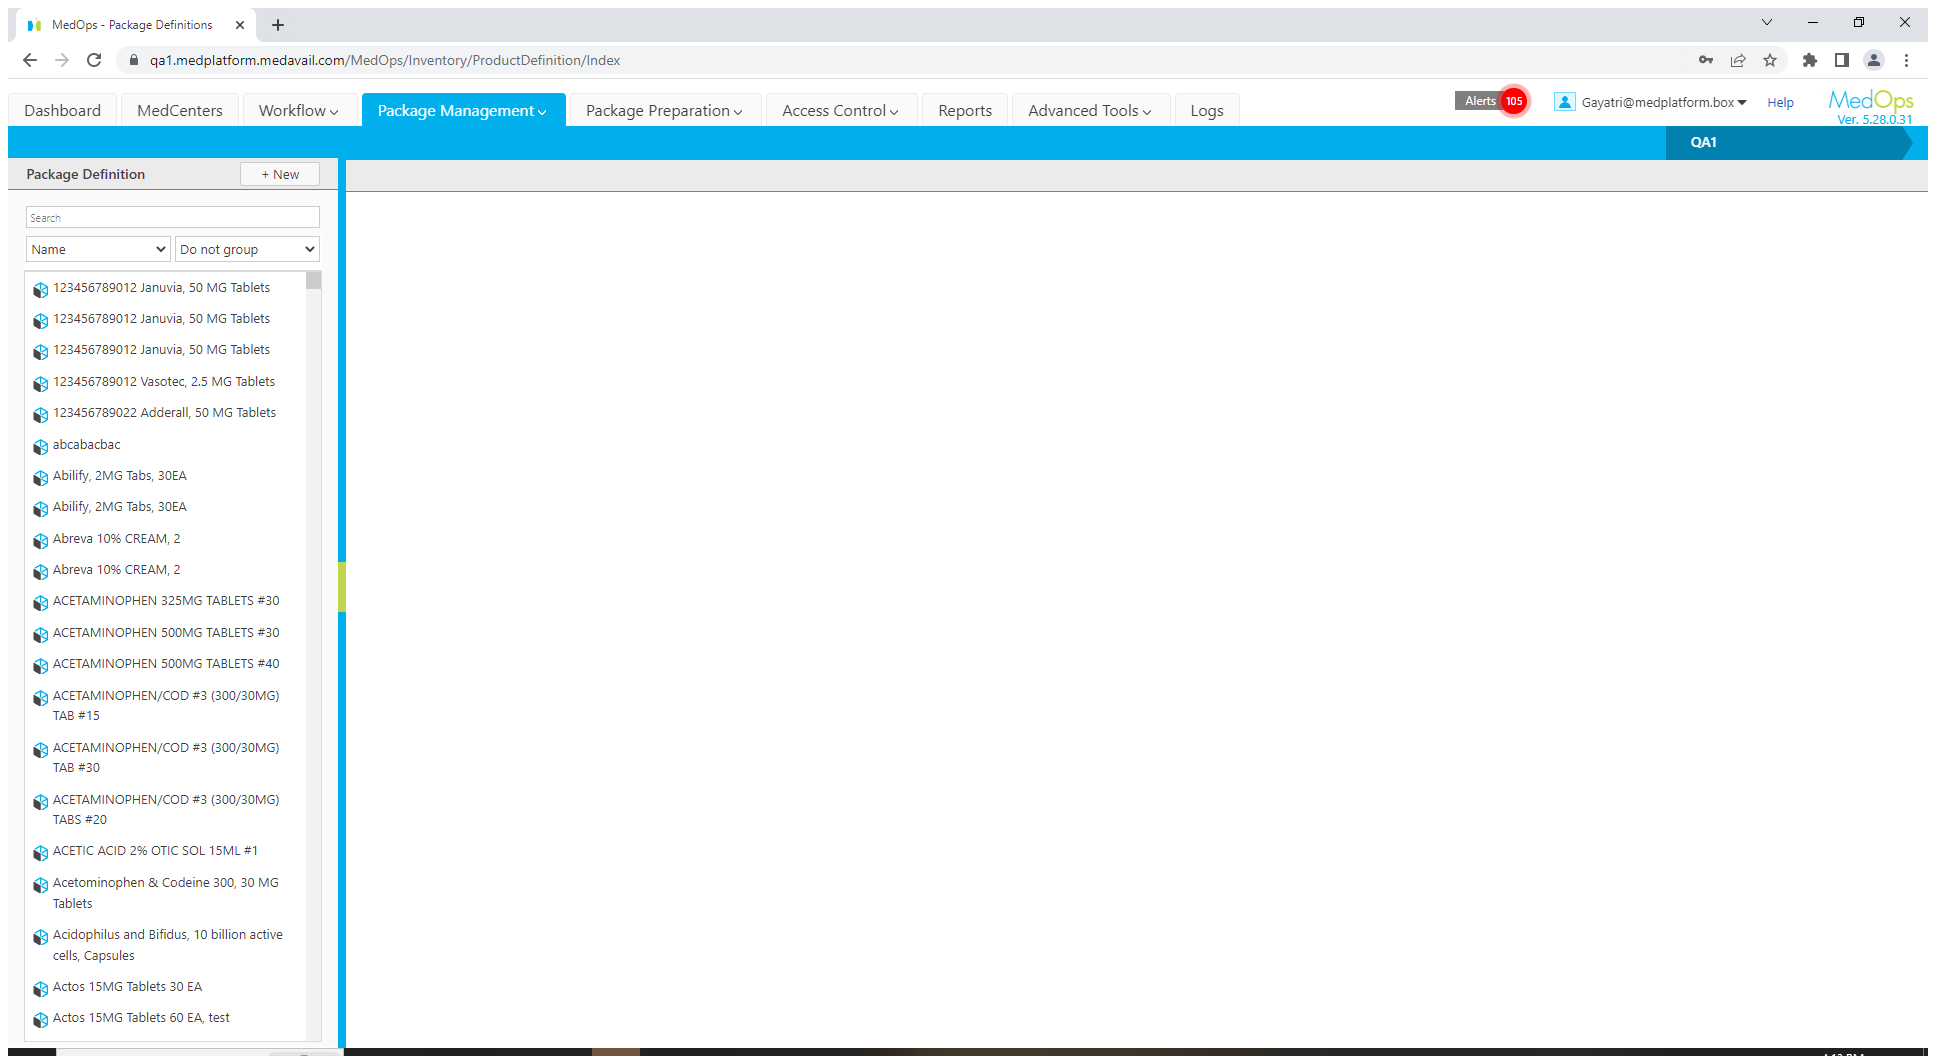 MedOps - Package Definitions
qa1.medplatform.medavail.com/MedOps/Inventory/ProductDefinition/Index
Dashboard MedCenters Workflow Package Management Package Preparation Access Control Reports Advanced Tools Logs
Alerts 105
Gayatri@medplatform.box
Help
MedOps
Ver. 5.28.0.31
QA1
Package Definition
+ New
Search
Name
Do not group
123456789012 Januvia, 50 MG Tablets
123456789012 Januvia, 50 MG Tablets
123456789012 Januvia, 50 MG Tablets
123456789012 Vasotec, 2.5 MG Tablets
123456789022 Adderall, 50 MG Tablets
abcabacbac
Abilify, 2MG Tabs, 30EA
Abilify, 2MG Tabs, 30EA
Abreva 10% CREAM, 2
Abreva 10% CREAM, 2
ACETAMINOPHEN 325MG TABLETS #30
ACETAMINOPHEN 500MG TABLETS #30
ACETAMINOPHEN 500MG TABLETS #40
ACETAMINOPHEN/COD #3 (300/30MG)
TAB #15
ACETAMINOPHEN/COD #3 (300/30MG)
TAB #30
ACETAMINOPHEN/COD #3 (300/30MG)
TABS #20
ACETIC ACID 2% OTIC SOL 15ML #1
Acetominophen & Codeine 300, 30 MG
Tablets
Acidophilus and Bifidus, 10 billion active
cells, Capsules
Actos 15MG Tablets 30 EA
Actos 15MG Tablets 60 EA, test